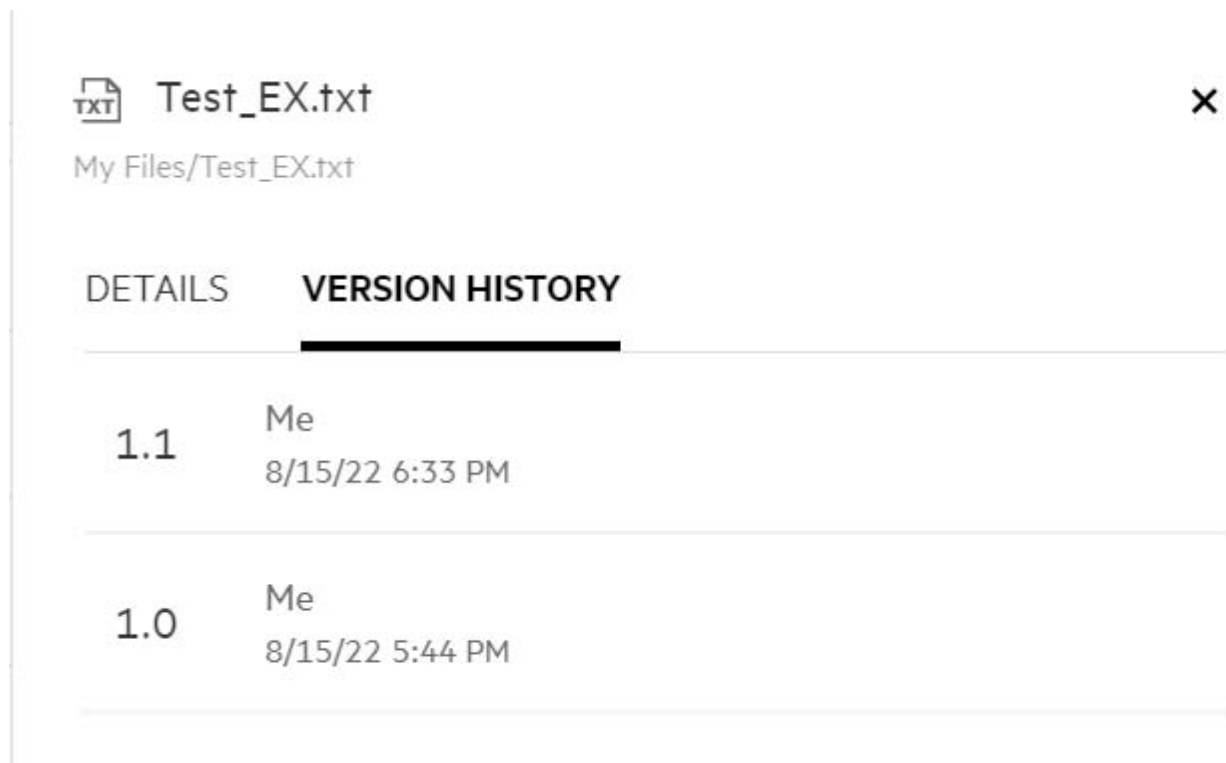 TXT Test_EX.txt
My Files/Test_EX.txt
DETAILS VERSION HISTORY
1.1 Me
8/15/22 6:33 PM
1.0 Me
8/15/22 5:44 PM